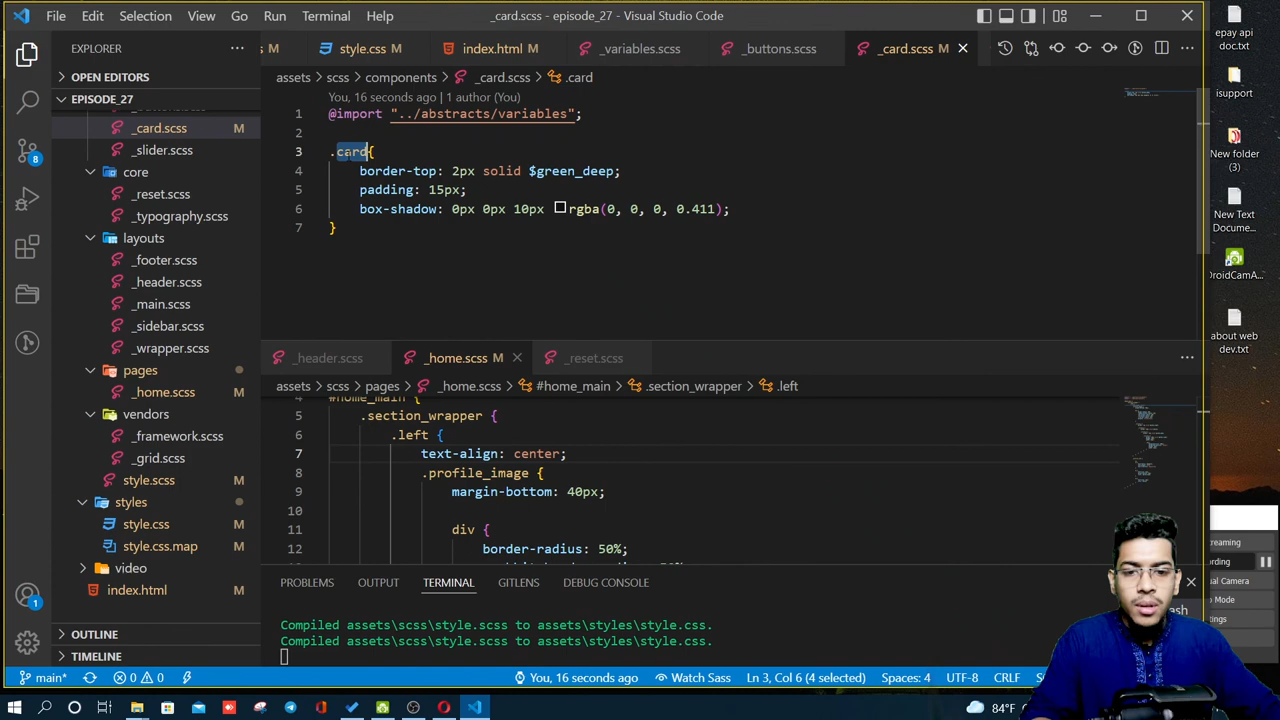 File Edit Selection View Go Run Terminal Help _card.scss - episode_27 - Visual Studio Code
EXPLORER
OPEN EDITORS
EPISODE_27
_card.scss M
_slider.scss
core
_reset.scss
_typography.scss
layouts
_footer.scss
_header.scss
_main.scss
_sidebar.scss
_wrapper.scss
pages
_home.scss M
vendors
_framework.scss
_grid.scss
style.scss M
styles
style.css M
style.css.map M
video
index.html M
OUTLINE
TIMELINE
8
1
M style.css M index.html M _variables.scss _buttons.scss _card.scss M
assets > scss > components > _card.scss > .card
You, 16 seconds ago | 1 author (You)
1 @import "../abstracts/variables";
2
3 .card{
4 border-top: 2px solid $green_deep;
5 padding: 15px;
6 box-shadow: 0px 0px 10px rgba(0, 0, 0, 0.411);
7 }
_header.scss _home.scss M _reset.scss
assets > scss > pages > _home.scss > #home_main > .section_wrapper > .left
#home_main {
5 .section_wrapper {
6 .left {
7 text-align: center;
8 .profile_image {
9 margin-bottom: 40px;
10
11 div {
12 border-radius: 50%;
PROBLEMS OUTPUT TERMINAL GITLENS DEBUG CONSOLE
Compiled assets\scss\style.scss to assets\styles\style.css.
Compiled assets\scss\style.scss to assets\styles\style.css.
main* 0 0 You, 16 seconds ago Watch Sass Ln 3, Col 6 (4 selected) Spaces: 4 UTF-8 CRLF
84°F
epay api
doc.txt
isupport
New folder
(3)
New Text
Docume...
DroidCamA...
about web
dev.txt